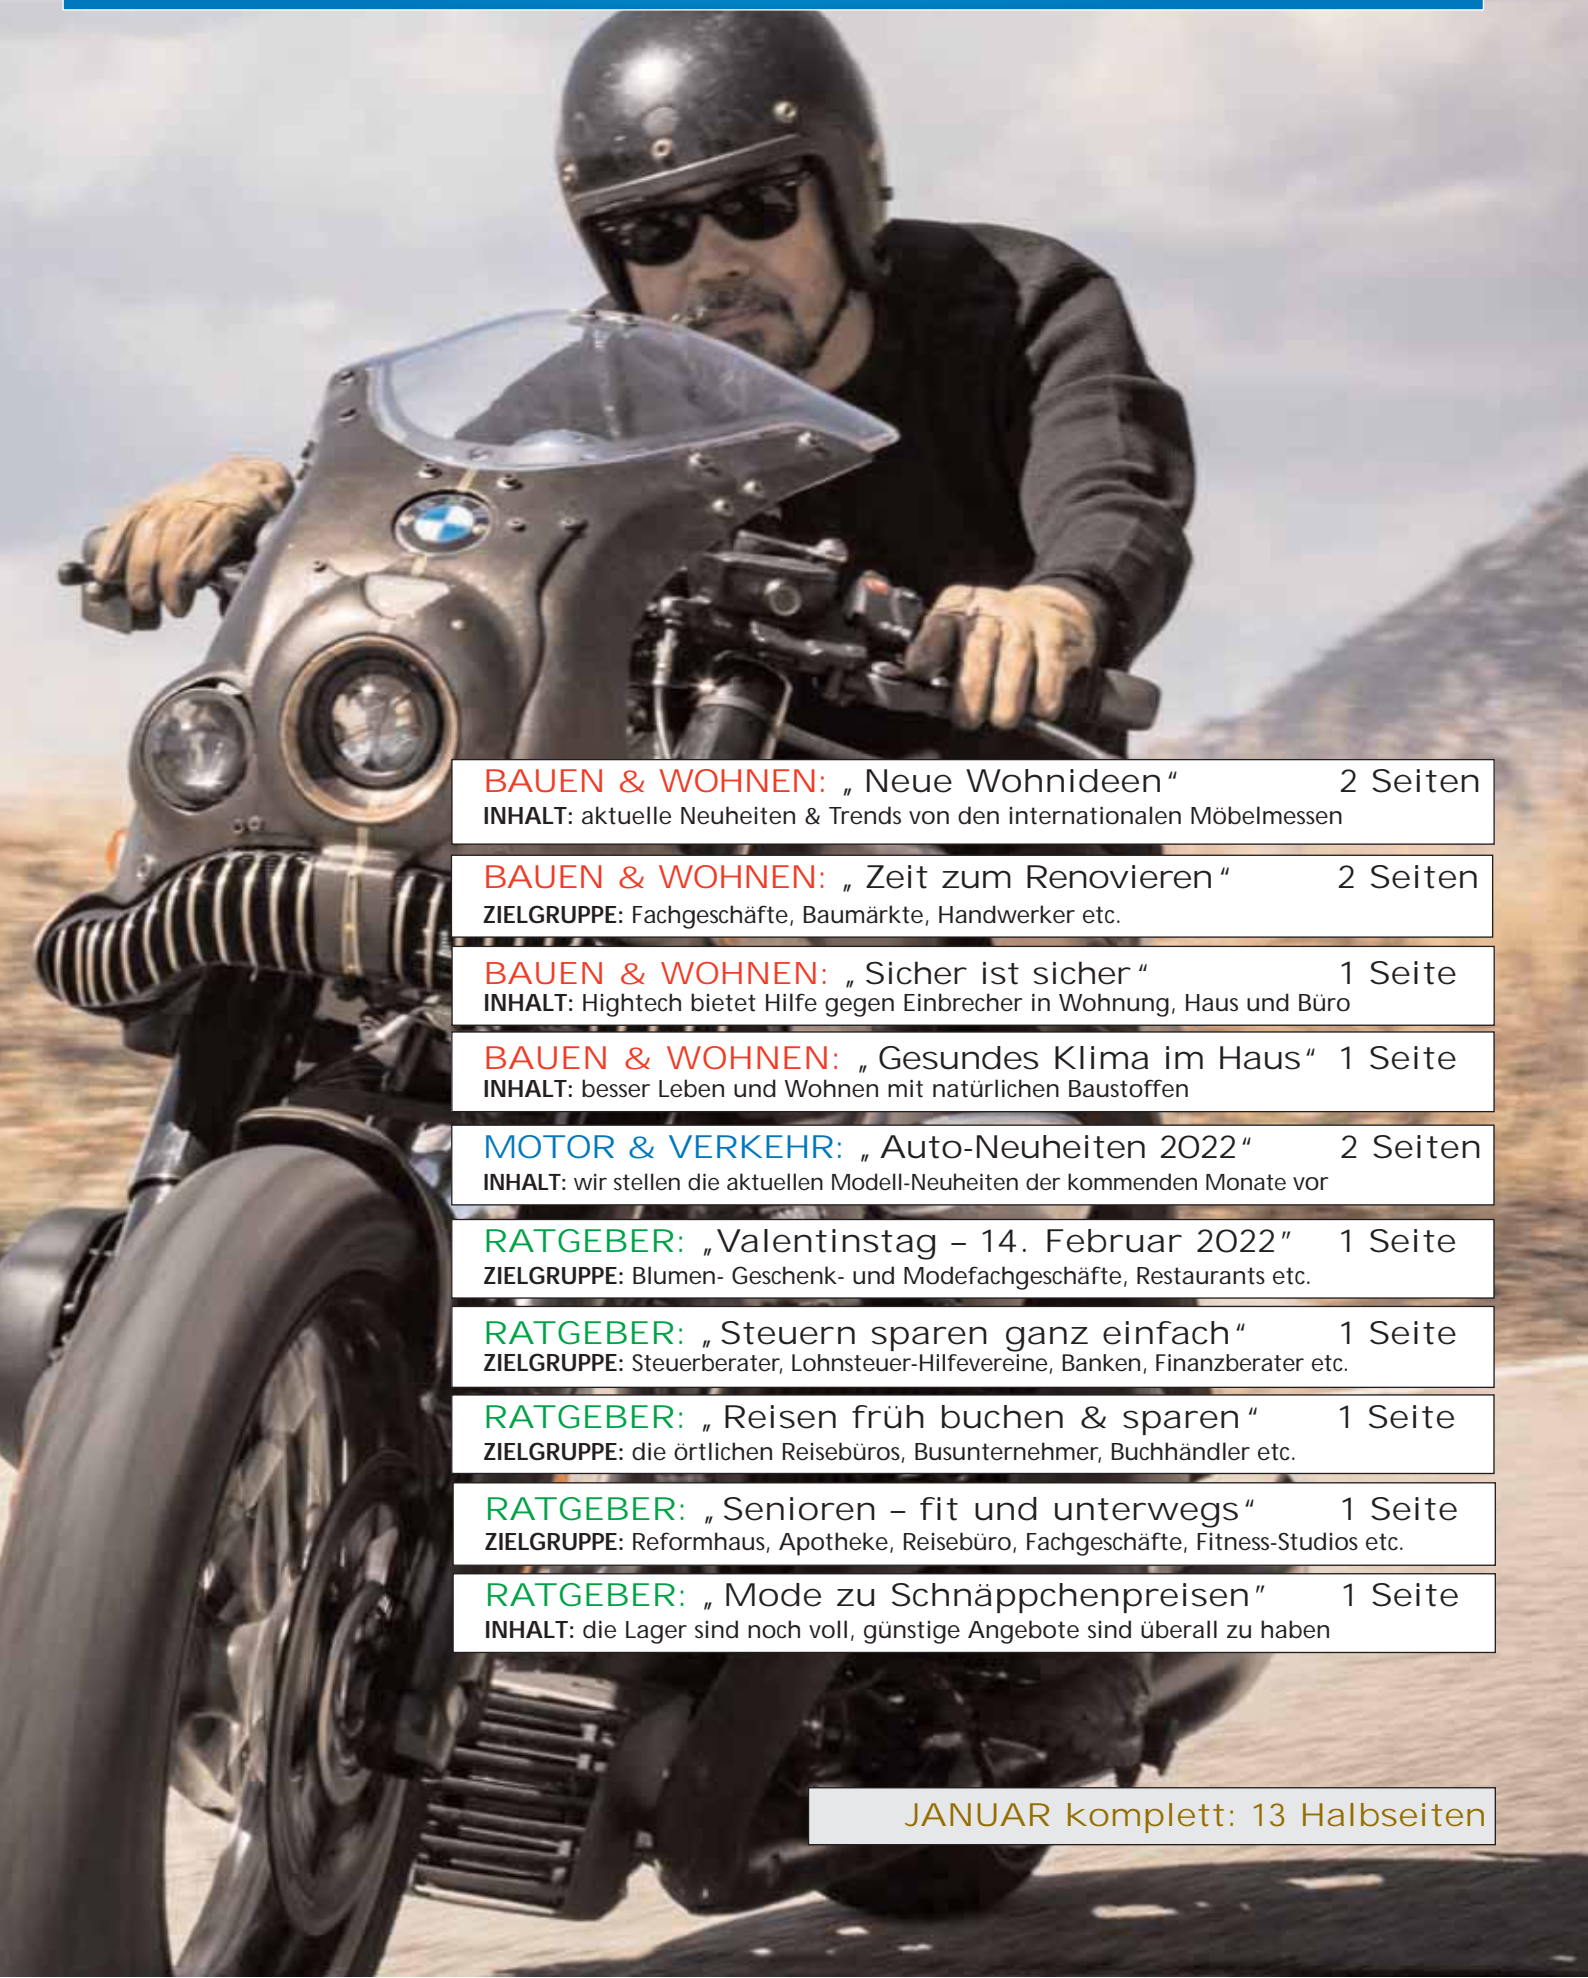 BAUEN & WOHNEN: „Neue Wohnideen" 2 Seiten
INHALT: aktuelle Neuheiten & Trends von den internationalen Möbelmessen
BAUEN & WOHNEN: „Zeit zum Renovieren" 2 Seiten
ZIELGRUPPE: Fachgeschäfte, Baumärkte, Handwerker etc.
BAUEN & WOHNEN: „Sicher ist sicher" 1 Seite
INHALT: Hightech bietet Hilfe gegen Einbrecher in Wohnung, Haus und Büro
BAUEN & WOHNEN: „Gesundes Klima im Haus" 1 Seite
INHALT: besser Leben und Wohnen mit natürlichen Baustoffen
MOTOR & VERKEHR: „Auto-Neuheiten 2022" 2 Seiten
INHALT: wir stellen die aktuellen Modell-Neuheiten der kommenden Monate vor
RATGEBER: „Valentinstag – 14. Februar 2022" 1 Seite
ZIELGRUPPE: Blumen- Geschenk- und Modefachgeschäfte, Restaurants etc.
RATGEBER: „Steuern sparen ganz einfach" 1 Seite
ZIELGRUPPE: Steuerberater, Lohnsteuer-Hilfevereine, Banken, Finanzberater etc.
RATGEBER: „Reisen früh buchen & sparen" 1 Seite
ZIELGRUPPE: die örtlichen Reisebüros, Busunternehmer, Buchhändler etc.
RATGEBER: „Senioren – fit und unterwegs" 1 Seite
ZIELGRUPPE: Reformhaus, Apotheke, Reisebüro, Fachgeschäfte, Fitness-Studios etc.
RATGEBER: „Mode zu Schnäppchenpreisen" 1 Seite
INHALT: die Lager sind noch voll, günstige Angebote sind überall zu haben
JANUAR komplett: 13 Halbseiten